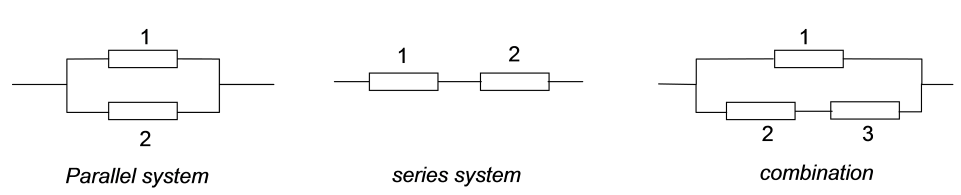 1
2
Parallel system
1 2
series system
1
2 3
combination